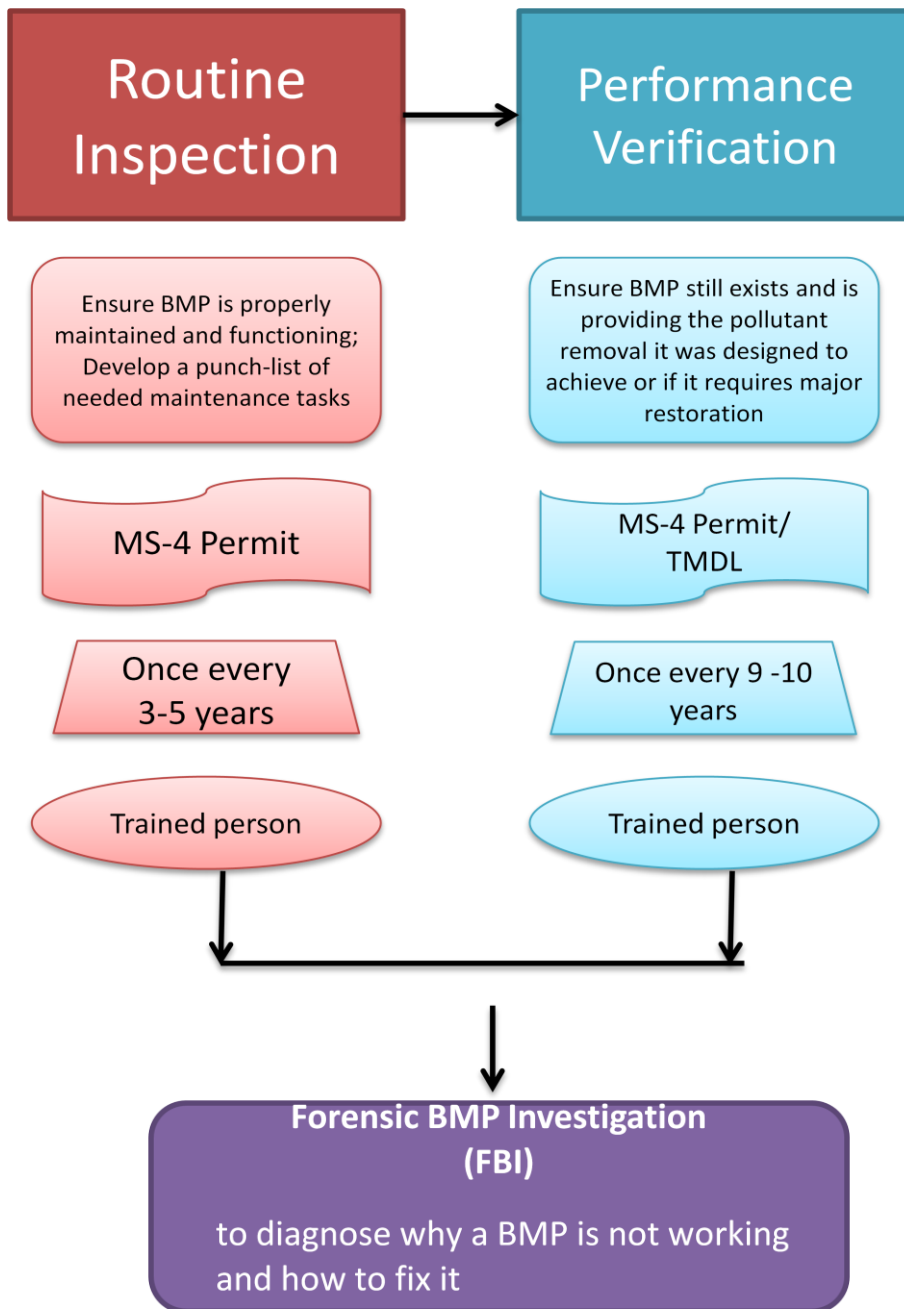 Routine
Inspection
Performance
Verification
Ensure BMP is properly
maintained and functioning;
Develop a punch-list of
needed maintenance tasks
Ensure BMP still exists and is
providing the pollutant
removal it was designed to
achieve or if it requires major
restoration
MS-4 Permit
MS-4 Permit/
TMDL
Once every
3-5 years
Once every 9 -10
years
Trained person
Trained person
Forensic BMP Investigation
(FBI)
to diagnose why a BMP is not working
and how to fix it